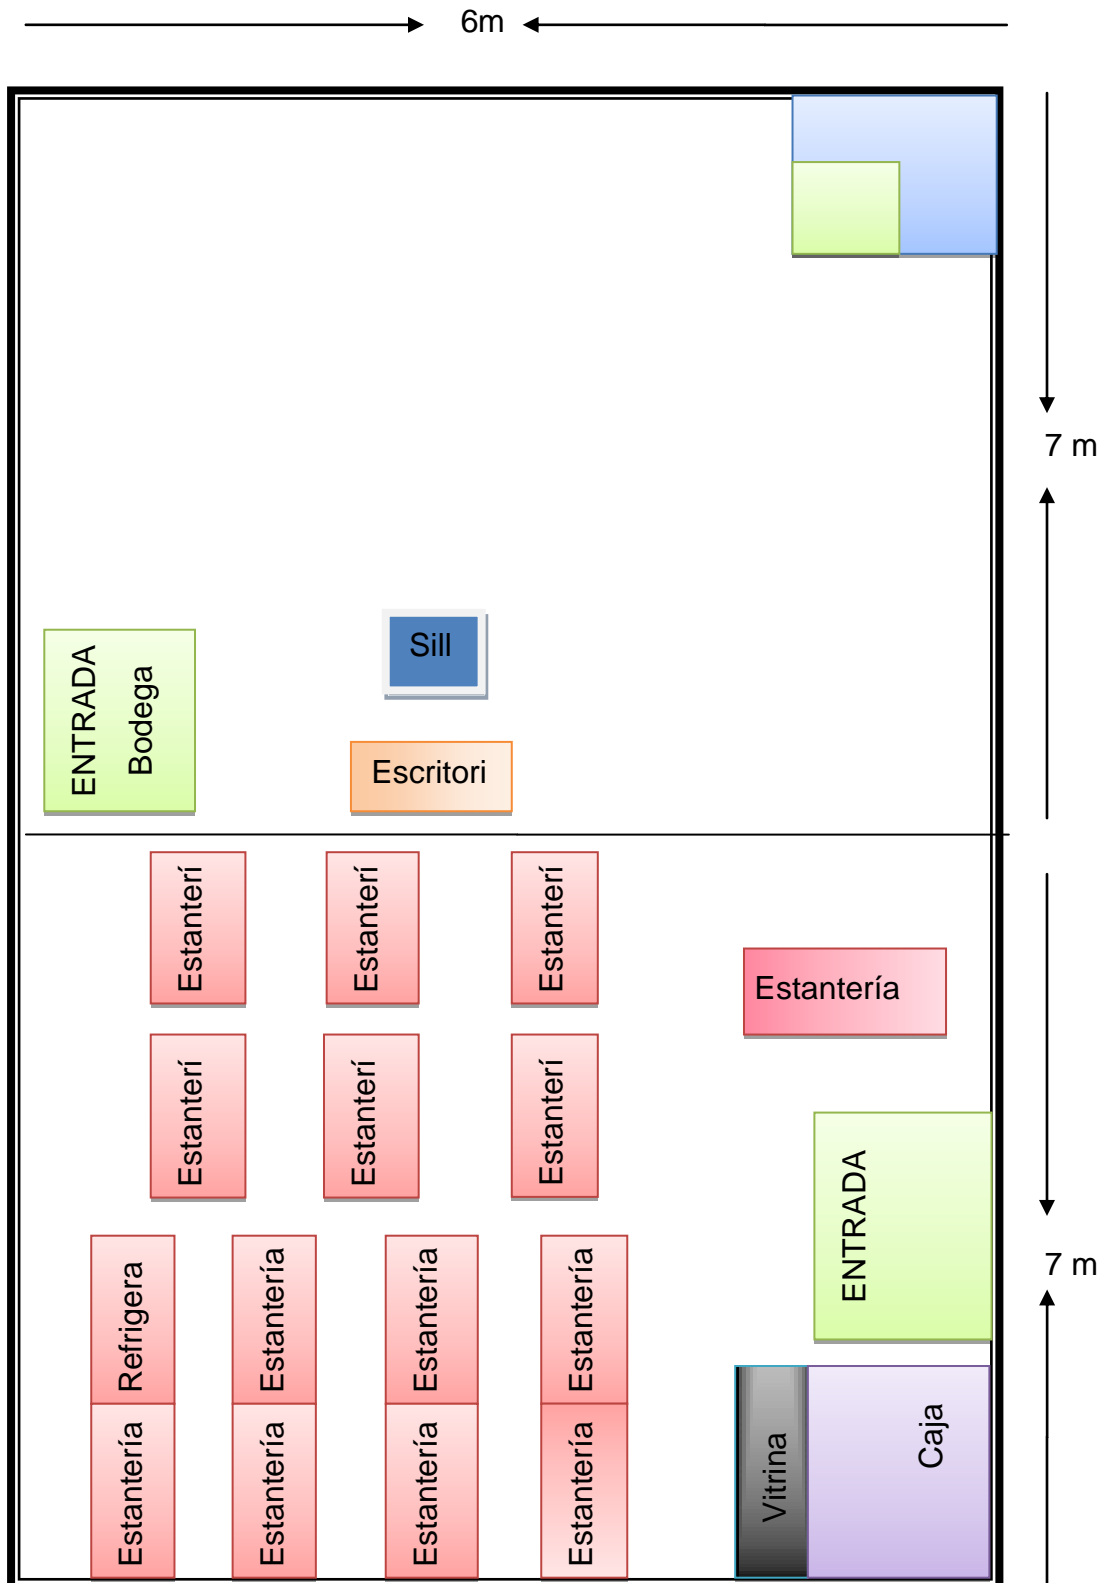 6m
7 m
Sill
ENTRADA
Bodega
Escritori
Estanterí
Estanterí
Estanterí
Estantería
Estanterí
Estanterí
Estanterí
ENTRADA
7 m
Refrigera
Estantería
Estantería
Estantería
Estantería
Estantería
Estantería
Estantería
Vitrina
Caja